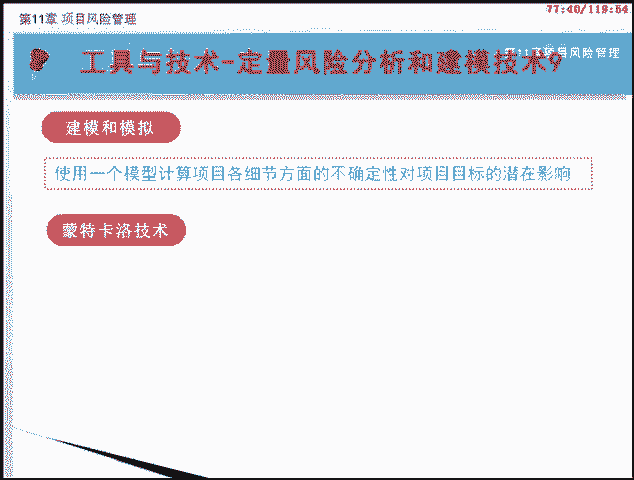 77:40/119:54
第11章 项目风险管理
第11章项目风险管理
工具与技术-定量风险分析和建模技术9
建模和模拟
使用一个模型计算项目各细节方面的不确定性对项目目标的潜在影响
蒙特卡洛技术